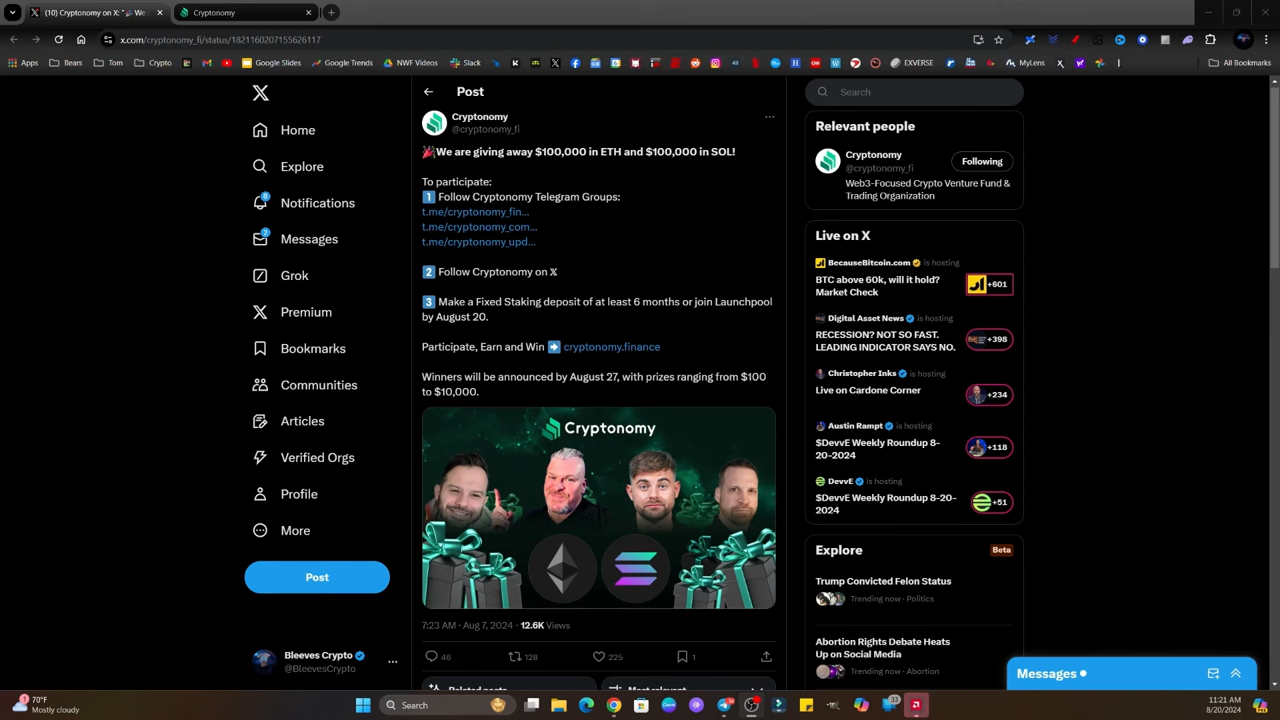 (10) Cryptonomy on X: "🎉 We
Cryptonomy
x.com/cryptonomy_fi/status/1821160207155626117
Apps
Bears
Tom
Crypto
Google Slides
Google Trends
NWF Videos
Slack
EXVERSE
MyLens
All Bookmarks
Home
Explore
Notifications
8
Messages
2
Grok
Premium
Bookmarks
Communities
Articles
Verified Orgs
Profile
More
Post
Bleeves Crypto
@BleevesCrypto
Post
Cryptonomy
@cryptonomy_fi
🎉We are giving away $100,000 in ETH and $100,000 in SOL!
To participate:
1️⃣ Follow Cryptonomy Telegram Groups:
t.me/cryptonomy_fin...
t.me/cryptonomy_com...
t.me/cryptonomy_upd...
2️⃣ Follow Cryptonomy on 𝕏
3️⃣ Make a Fixed Staking deposit of at least 6 months or join Launchpool
by August 20.
Participate, Earn and Win ➡️ cryptonomy.finance
Winners will be announced by August 27, with prizes ranging from $100
to $10,000.
Cryptonomy
7:23 AM · Aug 7, 2024 · 12.6K Views
46
128
225
1
Related posts
Most relevant
Search
Relevant people
Cryptonomy
@cryptonomy_fi
Following
Web3-Focused Crypto Venture Fund &
Trading Organization
Live on X
BecauseBitcoin.com is hosting
BTC above 60k, will it hold?
Market Check
+601
Digital Asset News is hosting
RECESSION? NOT SO FAST.
LEADING INDICATOR SAYS NO.
+398
Christopher Inks is hosting
Live on Cardone Corner
+234
Austin Rampt is hosting
$DevvE Weekly Roundup 8-
20-2024
+118
DevvE is hosting
$DevvE Weekly Roundup 8-20-
2024
+51
Explore
Beta
Trump Convicted Felon Status
Trending now · Politics
Abortion Rights Debate Heats
Up on Social Media
Trending now · Abortion
Messages
70°F
Mostly cloudy
Search
11:21 AM
8/20/2024